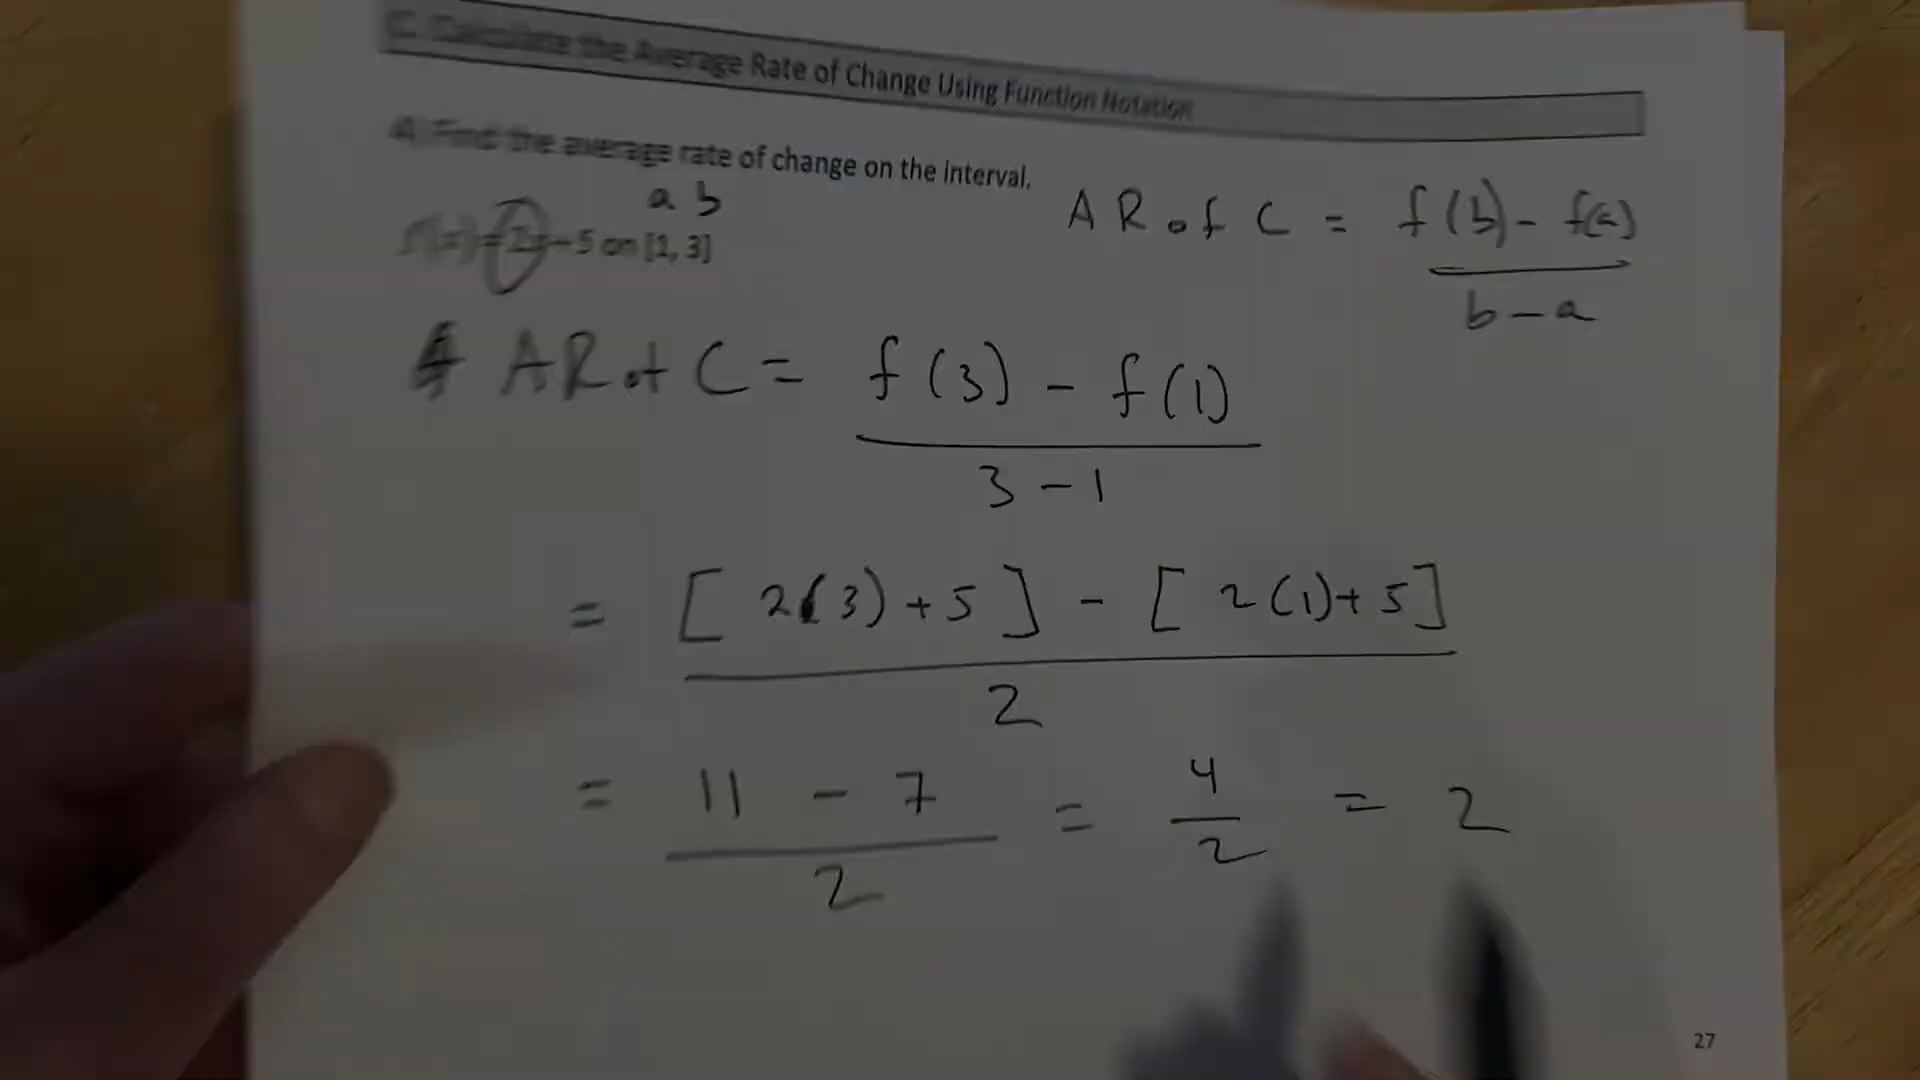 C. Calculate the Average Rate of Change Using Function Notation
4) Find the average rate of change on the interval.
a b
5 on [1, 3]
A R of C = f(b) - f(a)
b - a
AR of C = f(3) - f(1)
3 - 1
= [2(3)+5] - [2(1)+5]
2
= 11 - 7 = 4 = 2
2 2
27